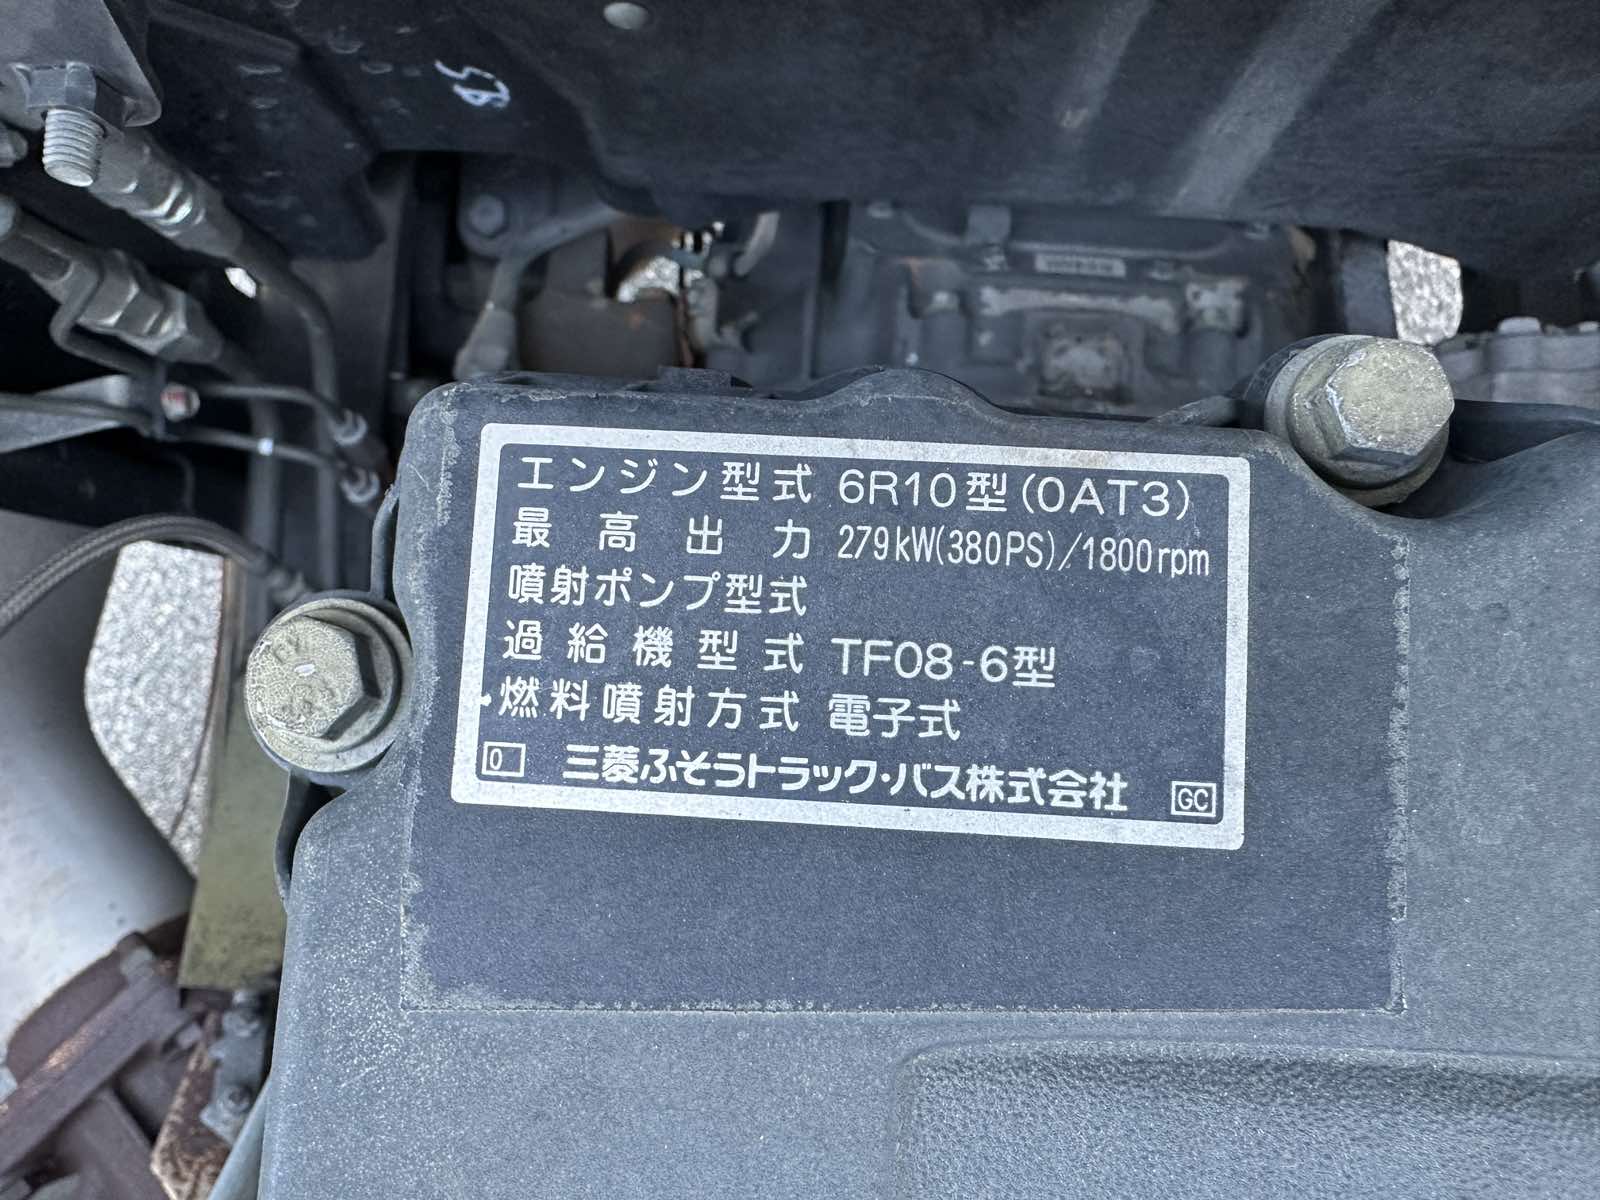 エンジン型式 6R10型(0AT3)
最高出力 279kW(380PS)/1800rpm
噴射ポンプ型式
過給機型式 TF08-6型
燃料噴射方式 電子式
0 三菱ふそうトラック・バス株式会社 GC